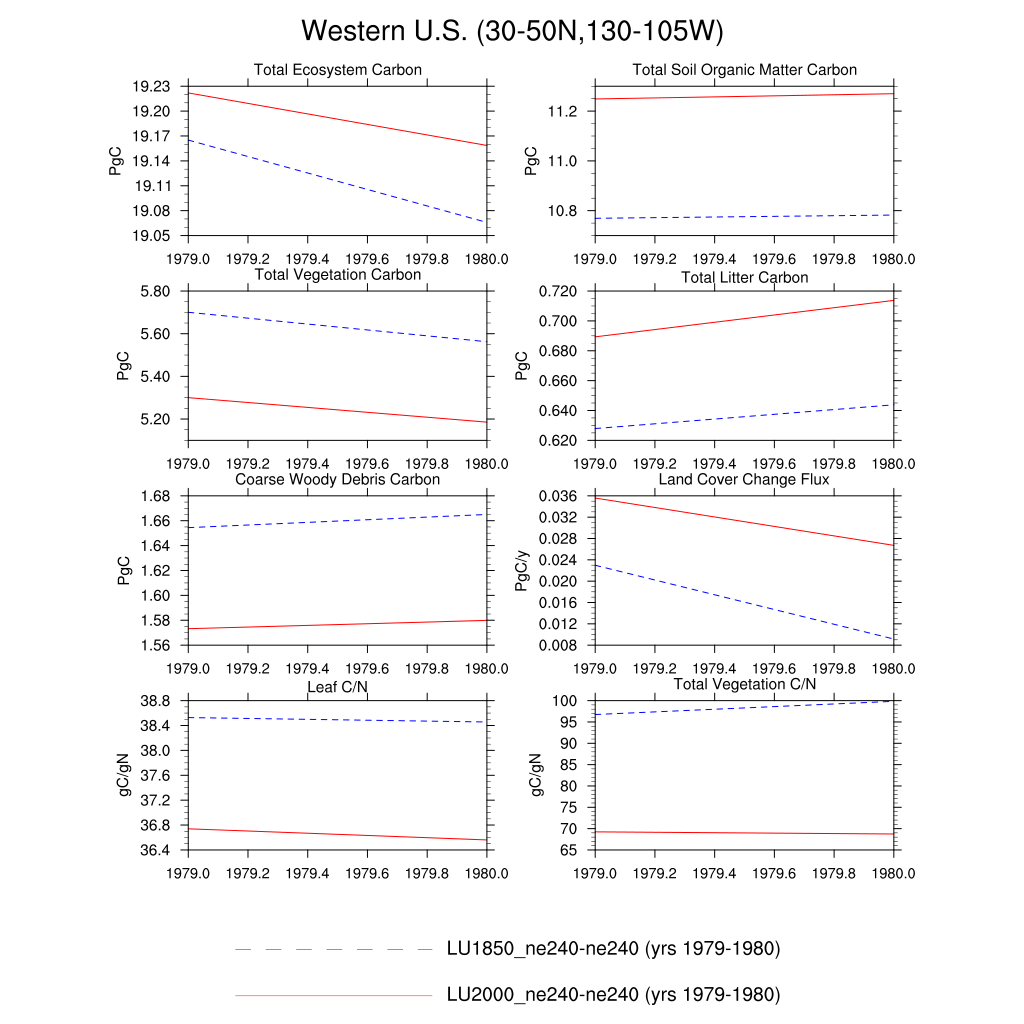 Western U.S. (30-50N,130-105W)
Total Ecosystem Carbon
19.23
19.20
19.17
19.14
19.11
19.08
19.05
PgC
1979.0 1979.2 1979.4 1979.6 1979.8 1980.0
Total Soil Organic Matter Carbon
11.2
11.0
10.8
PgC
1979.0 1979.2 1979.4 1979.6 1979.8 1980.0
Total Vegetation Carbon
5.80
5.60
5.40
5.20
PgC
1979.0 1979.2 1979.4 1979.6 1979.8 1980.0
Total Litter Carbon
0.720
0.700
0.680
0.660
0.640
0.620
PgC
1979.0 1979.2 1979.4 1979.6 1979.8 1980.0
Coarse Woody Debris Carbon
1.68
1.66
1.64
1.62
1.60
1.58
1.56
PgC
1979.0 1979.2 1979.4 1979.6 1979.8 1980.0
Land Cover Change Flux
0.036
0.032
0.028
0.024
0.020
0.016
0.012
0.008
PgC/y
1979.0 1979.2 1979.4 1979.6 1979.8 1980.0
Leaf C/N
38.8
38.4
38.0
37.6
37.2
36.8
36.4
gC/gN
1979.0 1979.2 1979.4 1979.6 1979.8 1980.0
Total Vegetation C/N
100
95
90
85
80
75
70
65
gC/gN
1979.0 1979.2 1979.4 1979.6 1979.8 1980.0
LU1850_ne240-ne240 (yrs 1979-1980)
LU2000_ne240-ne240 (yrs 1979-1980)